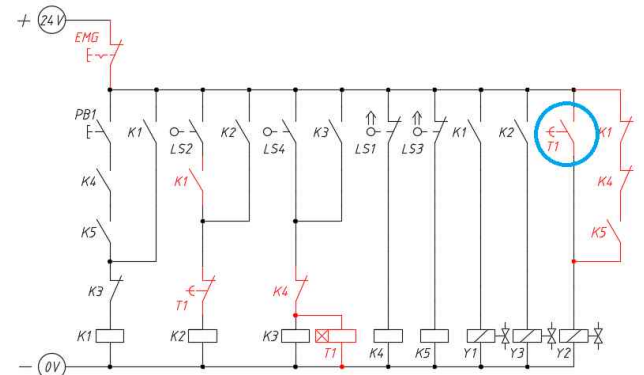 + 24V
EMG
PB1 K1 LS2 K2 LS4 K3 LS1 LS3 K1 K2 T1 K1
K4 K1 K4
K5 K5
K3 T1 K4
K1 K2 K3 T1 K4 K5 Y1 Y3 Y2
− 0V